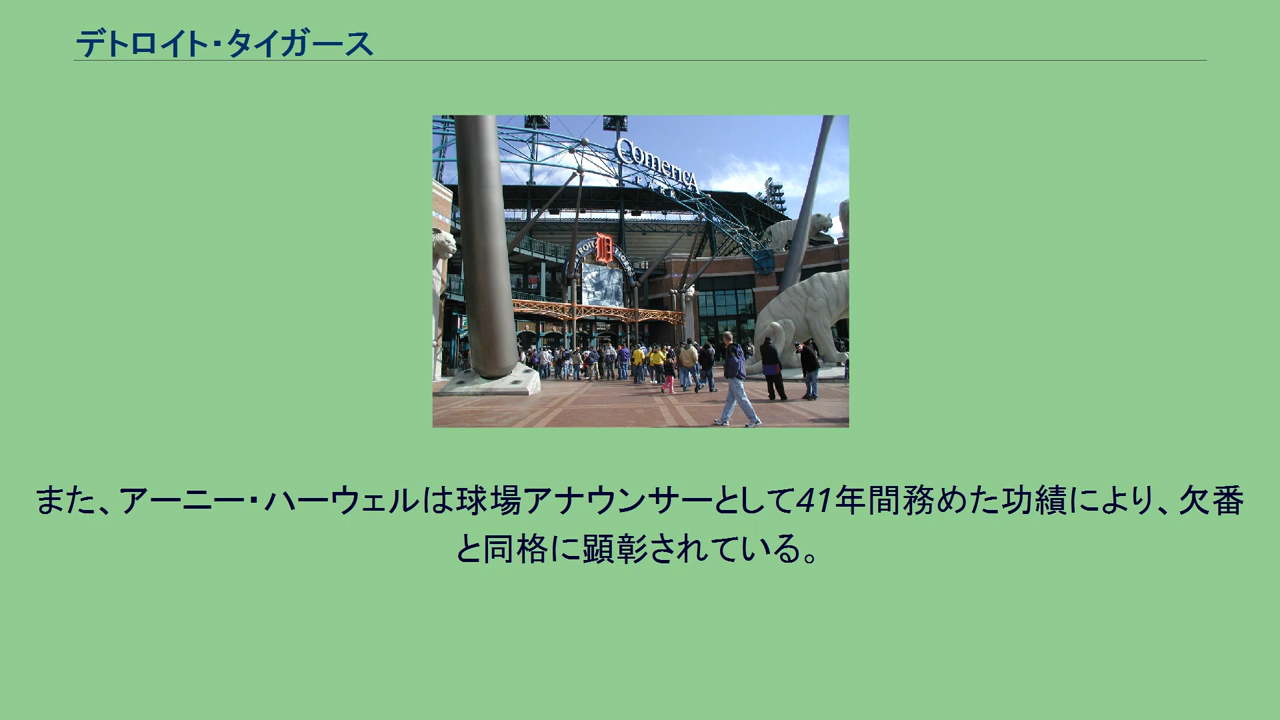 デトロイト・タイガース
Comerica
PARK
DETROIT
D
また、アーニー・ハーウェルは球場アナウンサーとして41年間務めた功績により、欠番
と同格に顕彰されている。